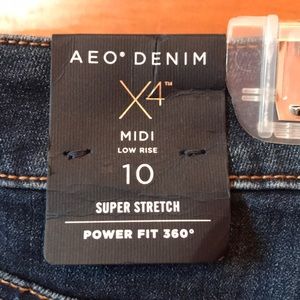 AEO® DENIM
X4™
MIDI
LOW RISE
10
SUPER STRETCH
POWER FIT 360°